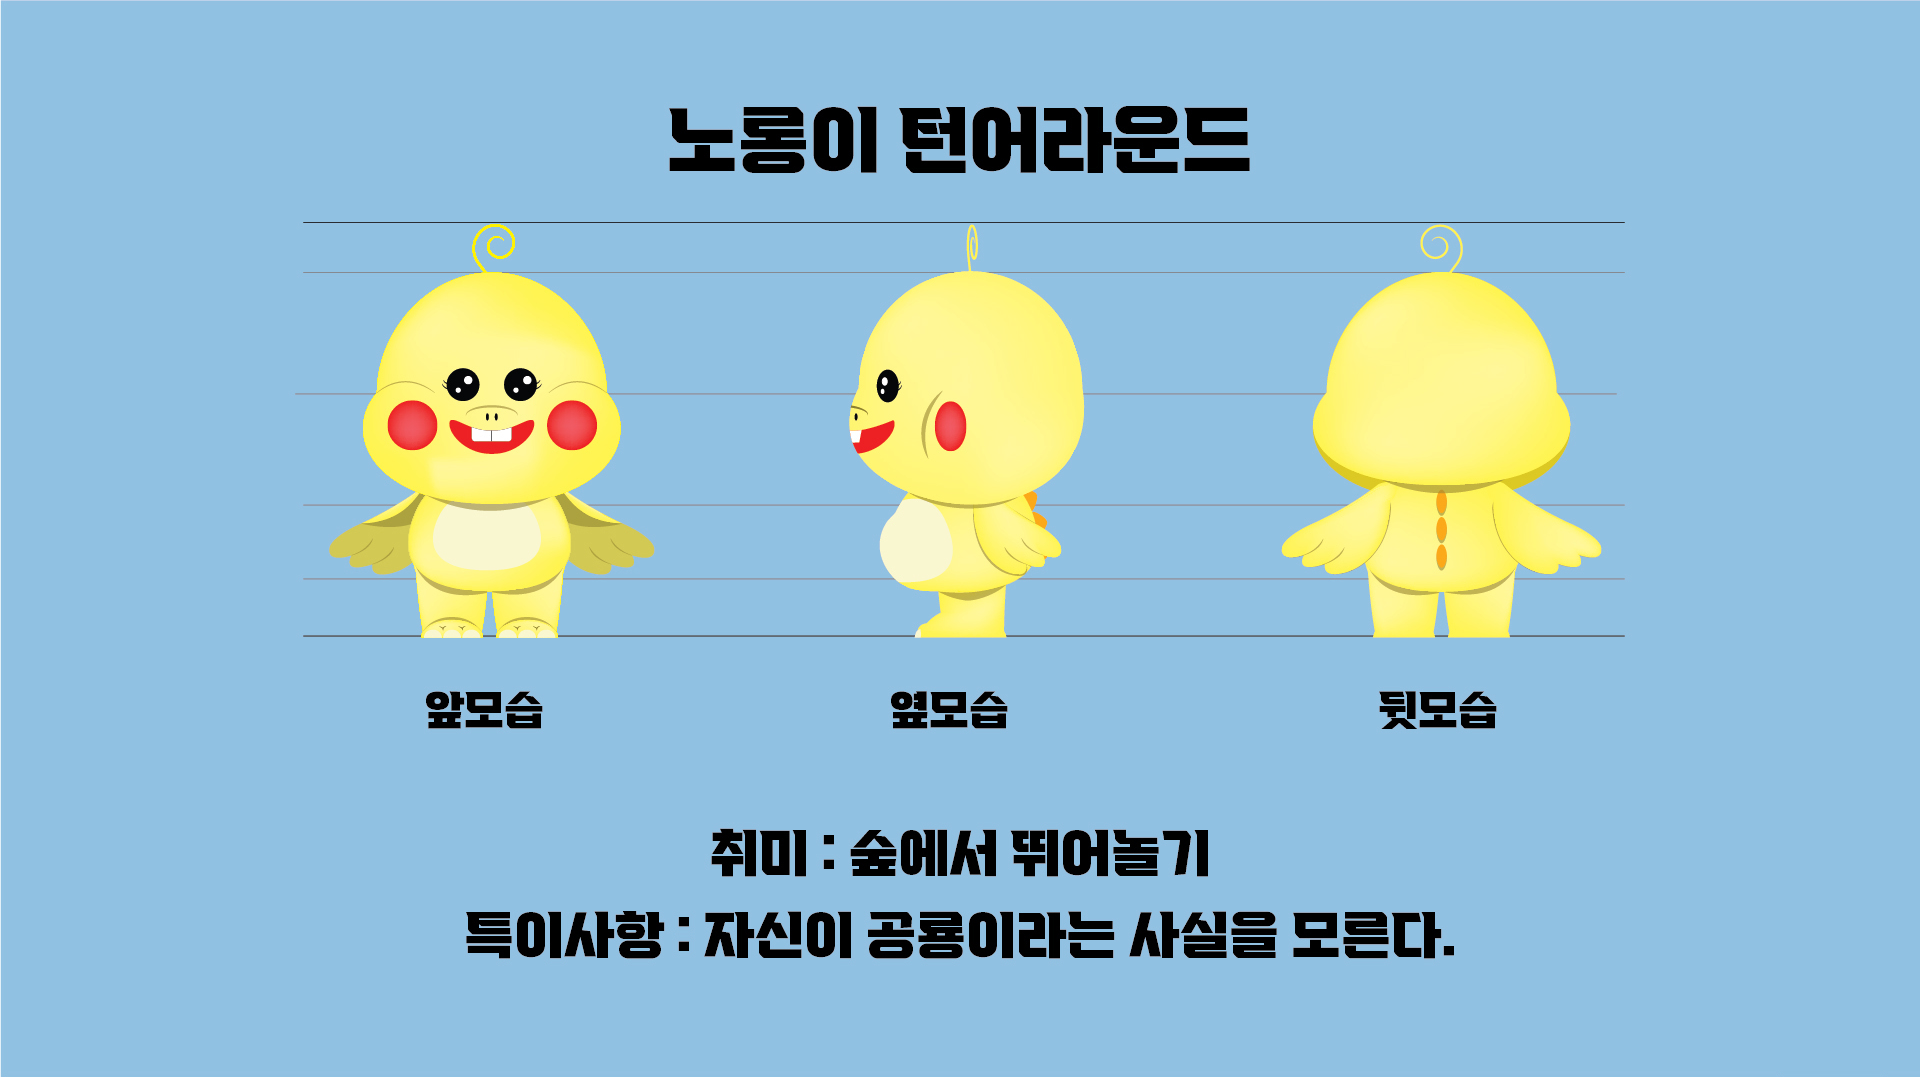 노롱이 턴어라운드
앞모습 옆모습 뒷모습
취미 : 숲에서 뛰어놀기
특이사항 : 자신이 공룡이라는 사실을 모른다.